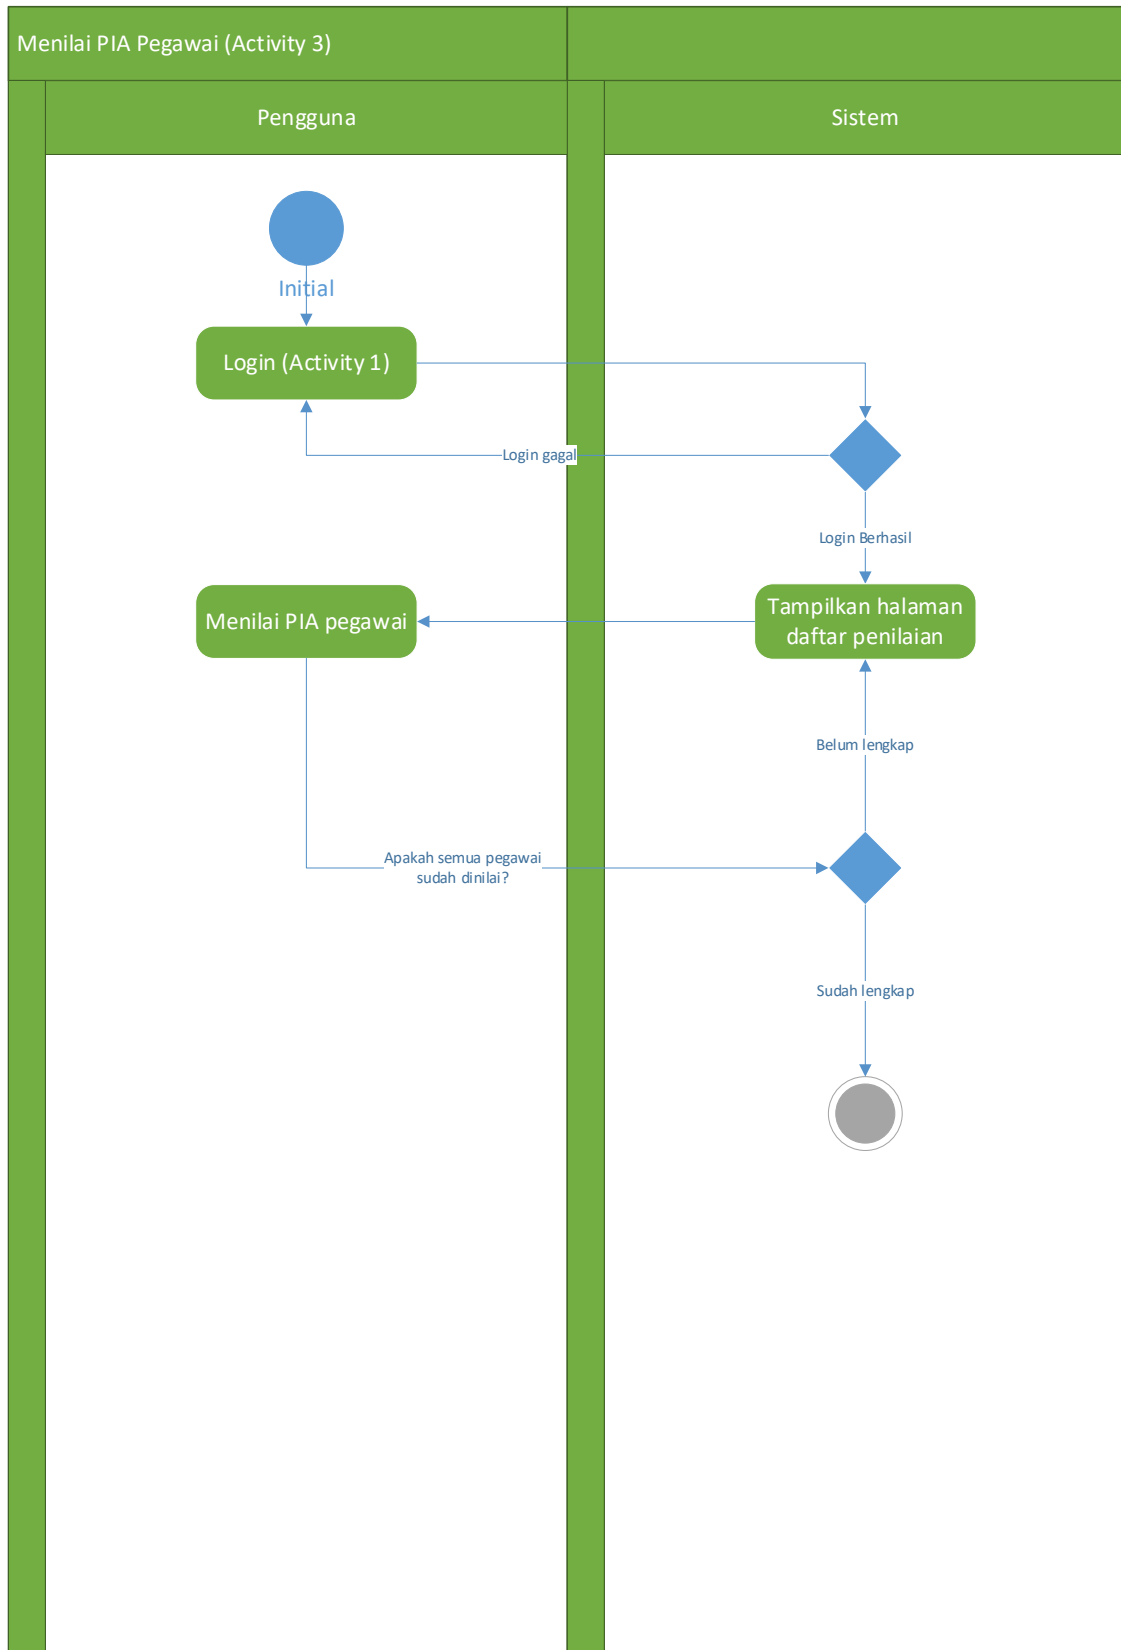 Menilai PIA Pegawai (Activity 3)
Pengguna
Sistem
Initial
Login (Activity 1)
Login gagal
Login Berhasil
Menilai PIA pegawai
Tampilkan halaman
daftar penilaian
Belum lengkap
Apakah semua pegawai
sudah dinilai?
Sudah lengkap